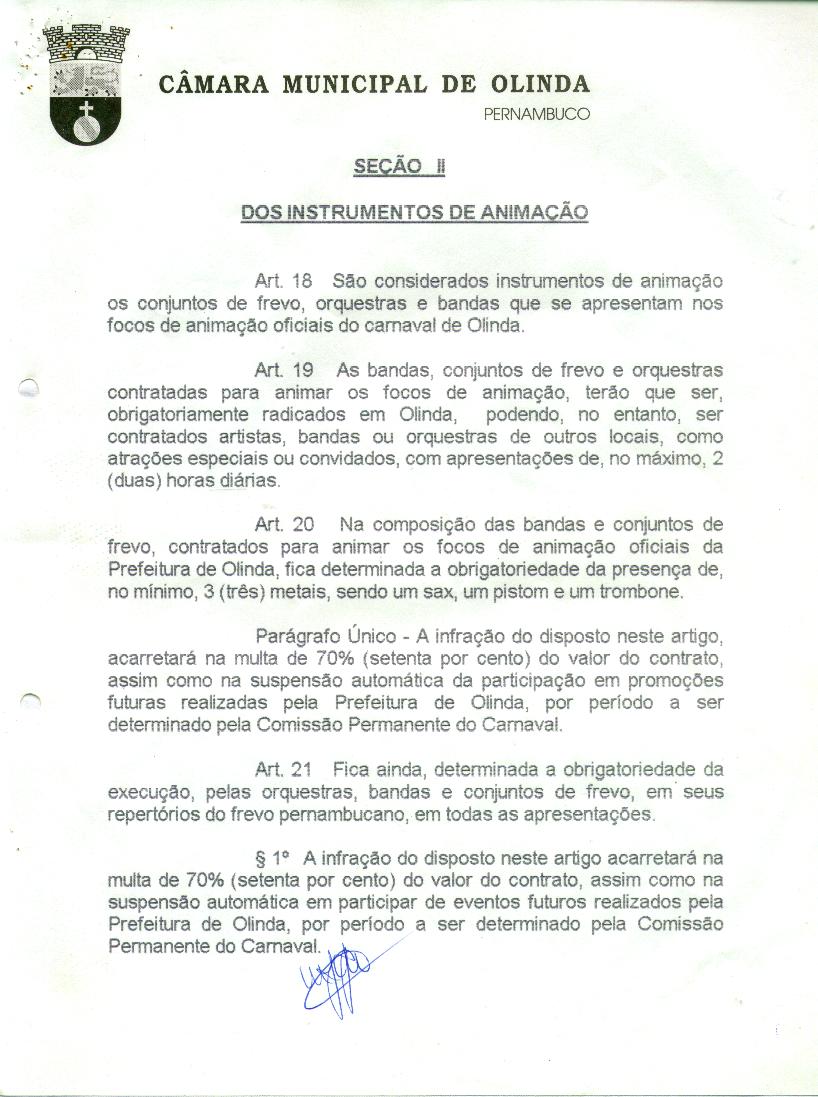 CÂMARA MUNICIPAL DE OLINDA
PERNAMBUCO
SEÇÃO II
DOS INSTRUMENTOS DE ANIMAÇÃO
Art. 18 São considerados instrumentos de animação
os conjuntos de frevo, orquestras e bandas que se apresentam nos
focos de animação oficiais do carnaval de Olinda.
Art. 19 As bandas, conjuntos de frevo e orquestras
contratadas para animar os focos de animação, terão que ser,
obrigatoriamente radicados em Olinda, podendo, no entanto, ser
contratados artistas, bandas ou orquestras de outros locais, como
atrações especiais ou convidados, com apresentações de, no máximo, 2
(duas) horas diárias.
Art. 20 Na composição das bandas e conjuntos de
frevo, contratados para animar os focos de animação oficiais da
Prefeitura de Olinda, fica determinada a obrigatoriedade da presença de,
no mínimo, 3 (três) metais, sendo um sax, um pistom e um trombone.
Parágrafo Único - A infração do disposto neste artigo,
acarretará na multa de 70% (setenta por cento) do valor do contrato,
assim como na suspensão automática da participação em promoções
futuras realizadas pela Prefeitura de Olinda, por período a ser
determinado pela Comissão Permanente do Carnaval.
Art. 21 Fica ainda, determinada a obrigatoriedade da
execução, pelas orquestras, bandas e conjuntos de frevo, em seus
repertórios do frevo pernambucano, em todas as apresentações.
§ 1º A infração do disposto neste artigo acarretará na
multa de 70% (setenta por cento) do valor do contrato, assim como na
suspensão automática em participar de eventos futuros realizados pela
Prefeitura de Olinda, por período a ser determinado pela Comissão
Permanente do Carnaval.